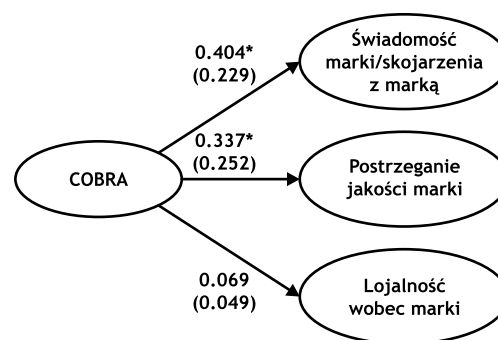 0.404*
(0.229)
Świadomość
marki/skojarzenia
z marką
COBRA
0.337*
(0.252)
Postrzeganie
jakości marki
0.069
(0.049)
Lojalność
wobec marki